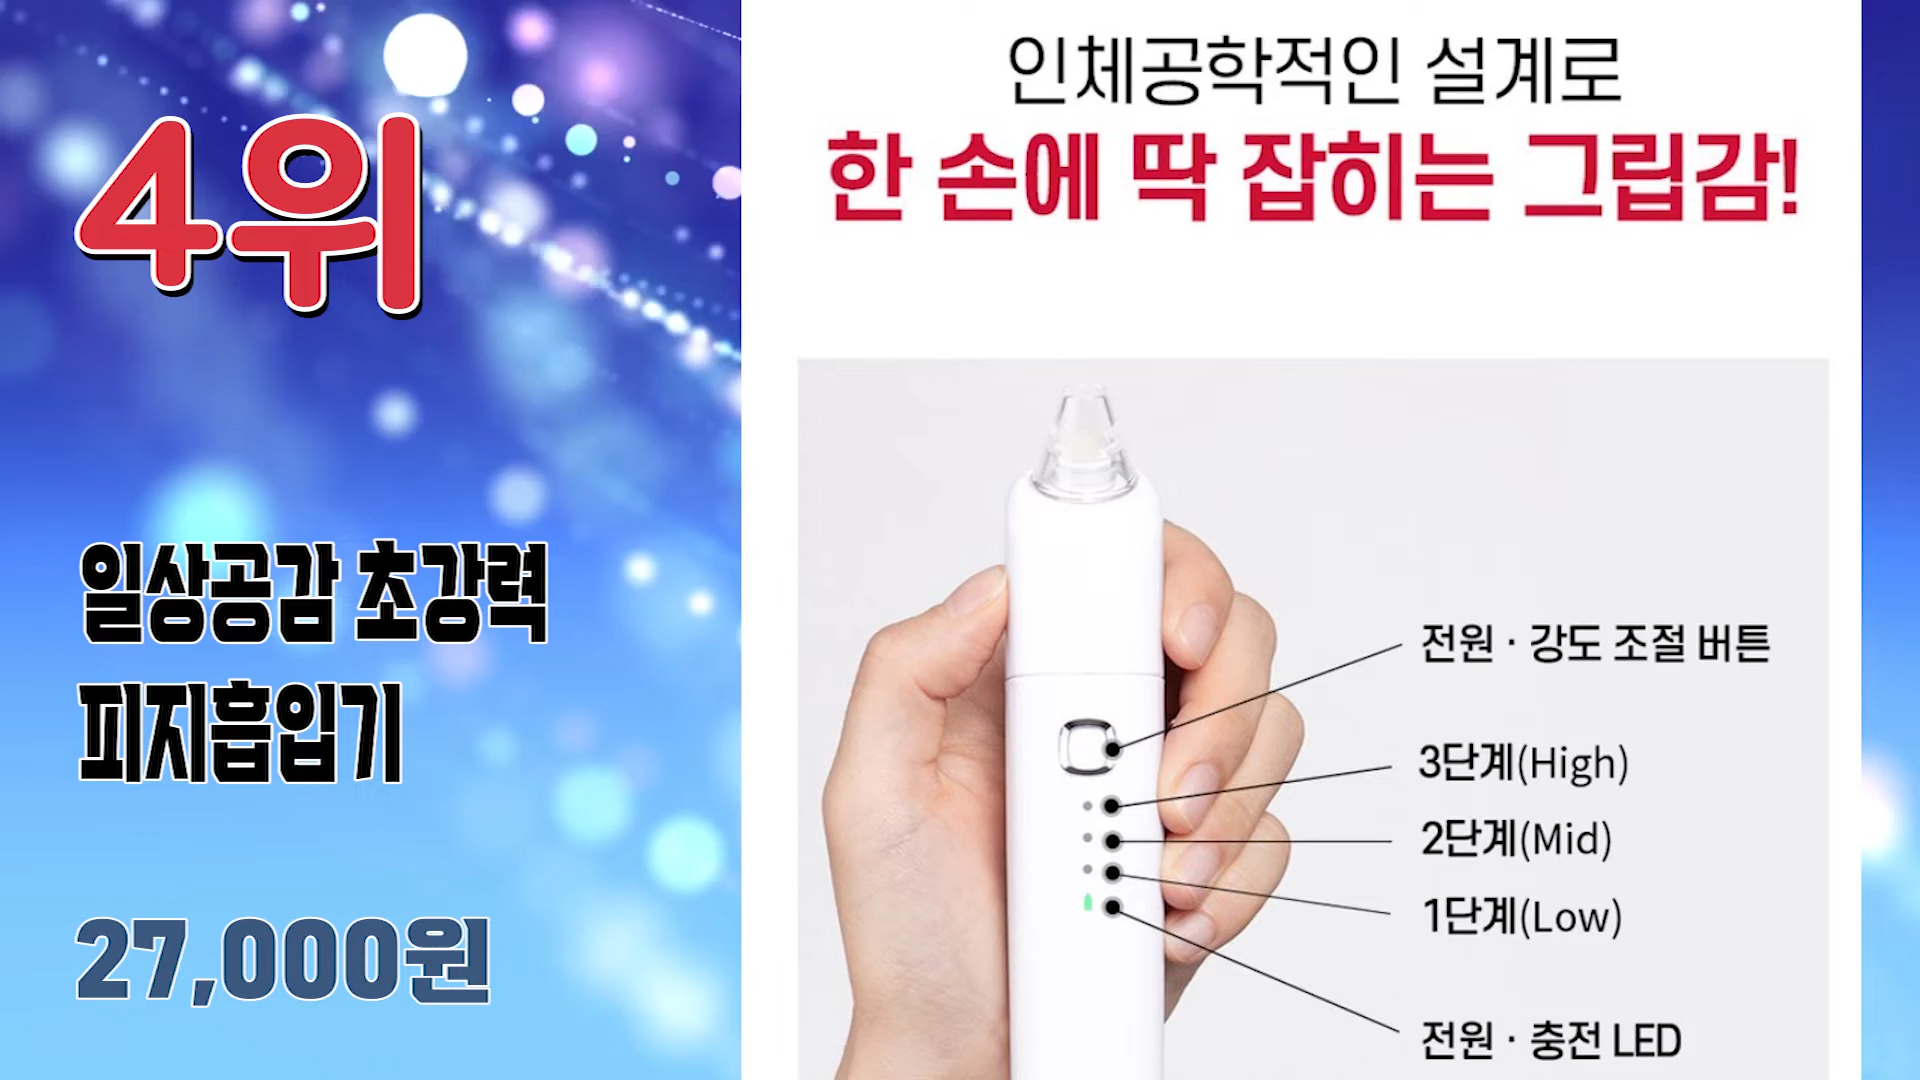 4위
일상공감 초강력
피지흡입기
27,000원
인체공학적인 설계로
한 손에 딱 잡히는 그립감!
전원 · 강도 조절 버튼
3단계(High)
2단계(Mid)
1단계(Low)
전원 · 충전 LED